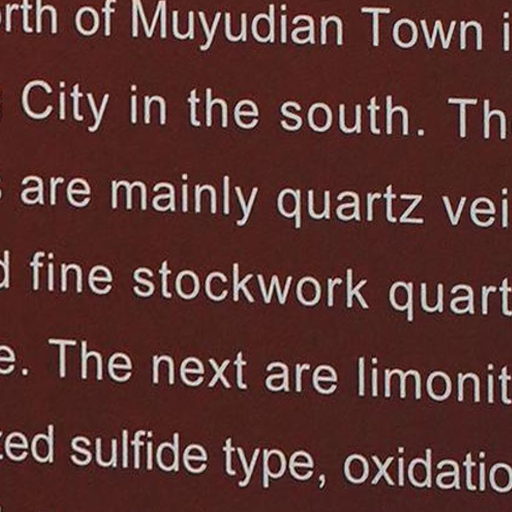 rth of Muyudian Town i
City in the south. Th
s are mainly quartz vei
d fine stockwork quart
e. The next are limonit
ted sulfide type, oxidatio